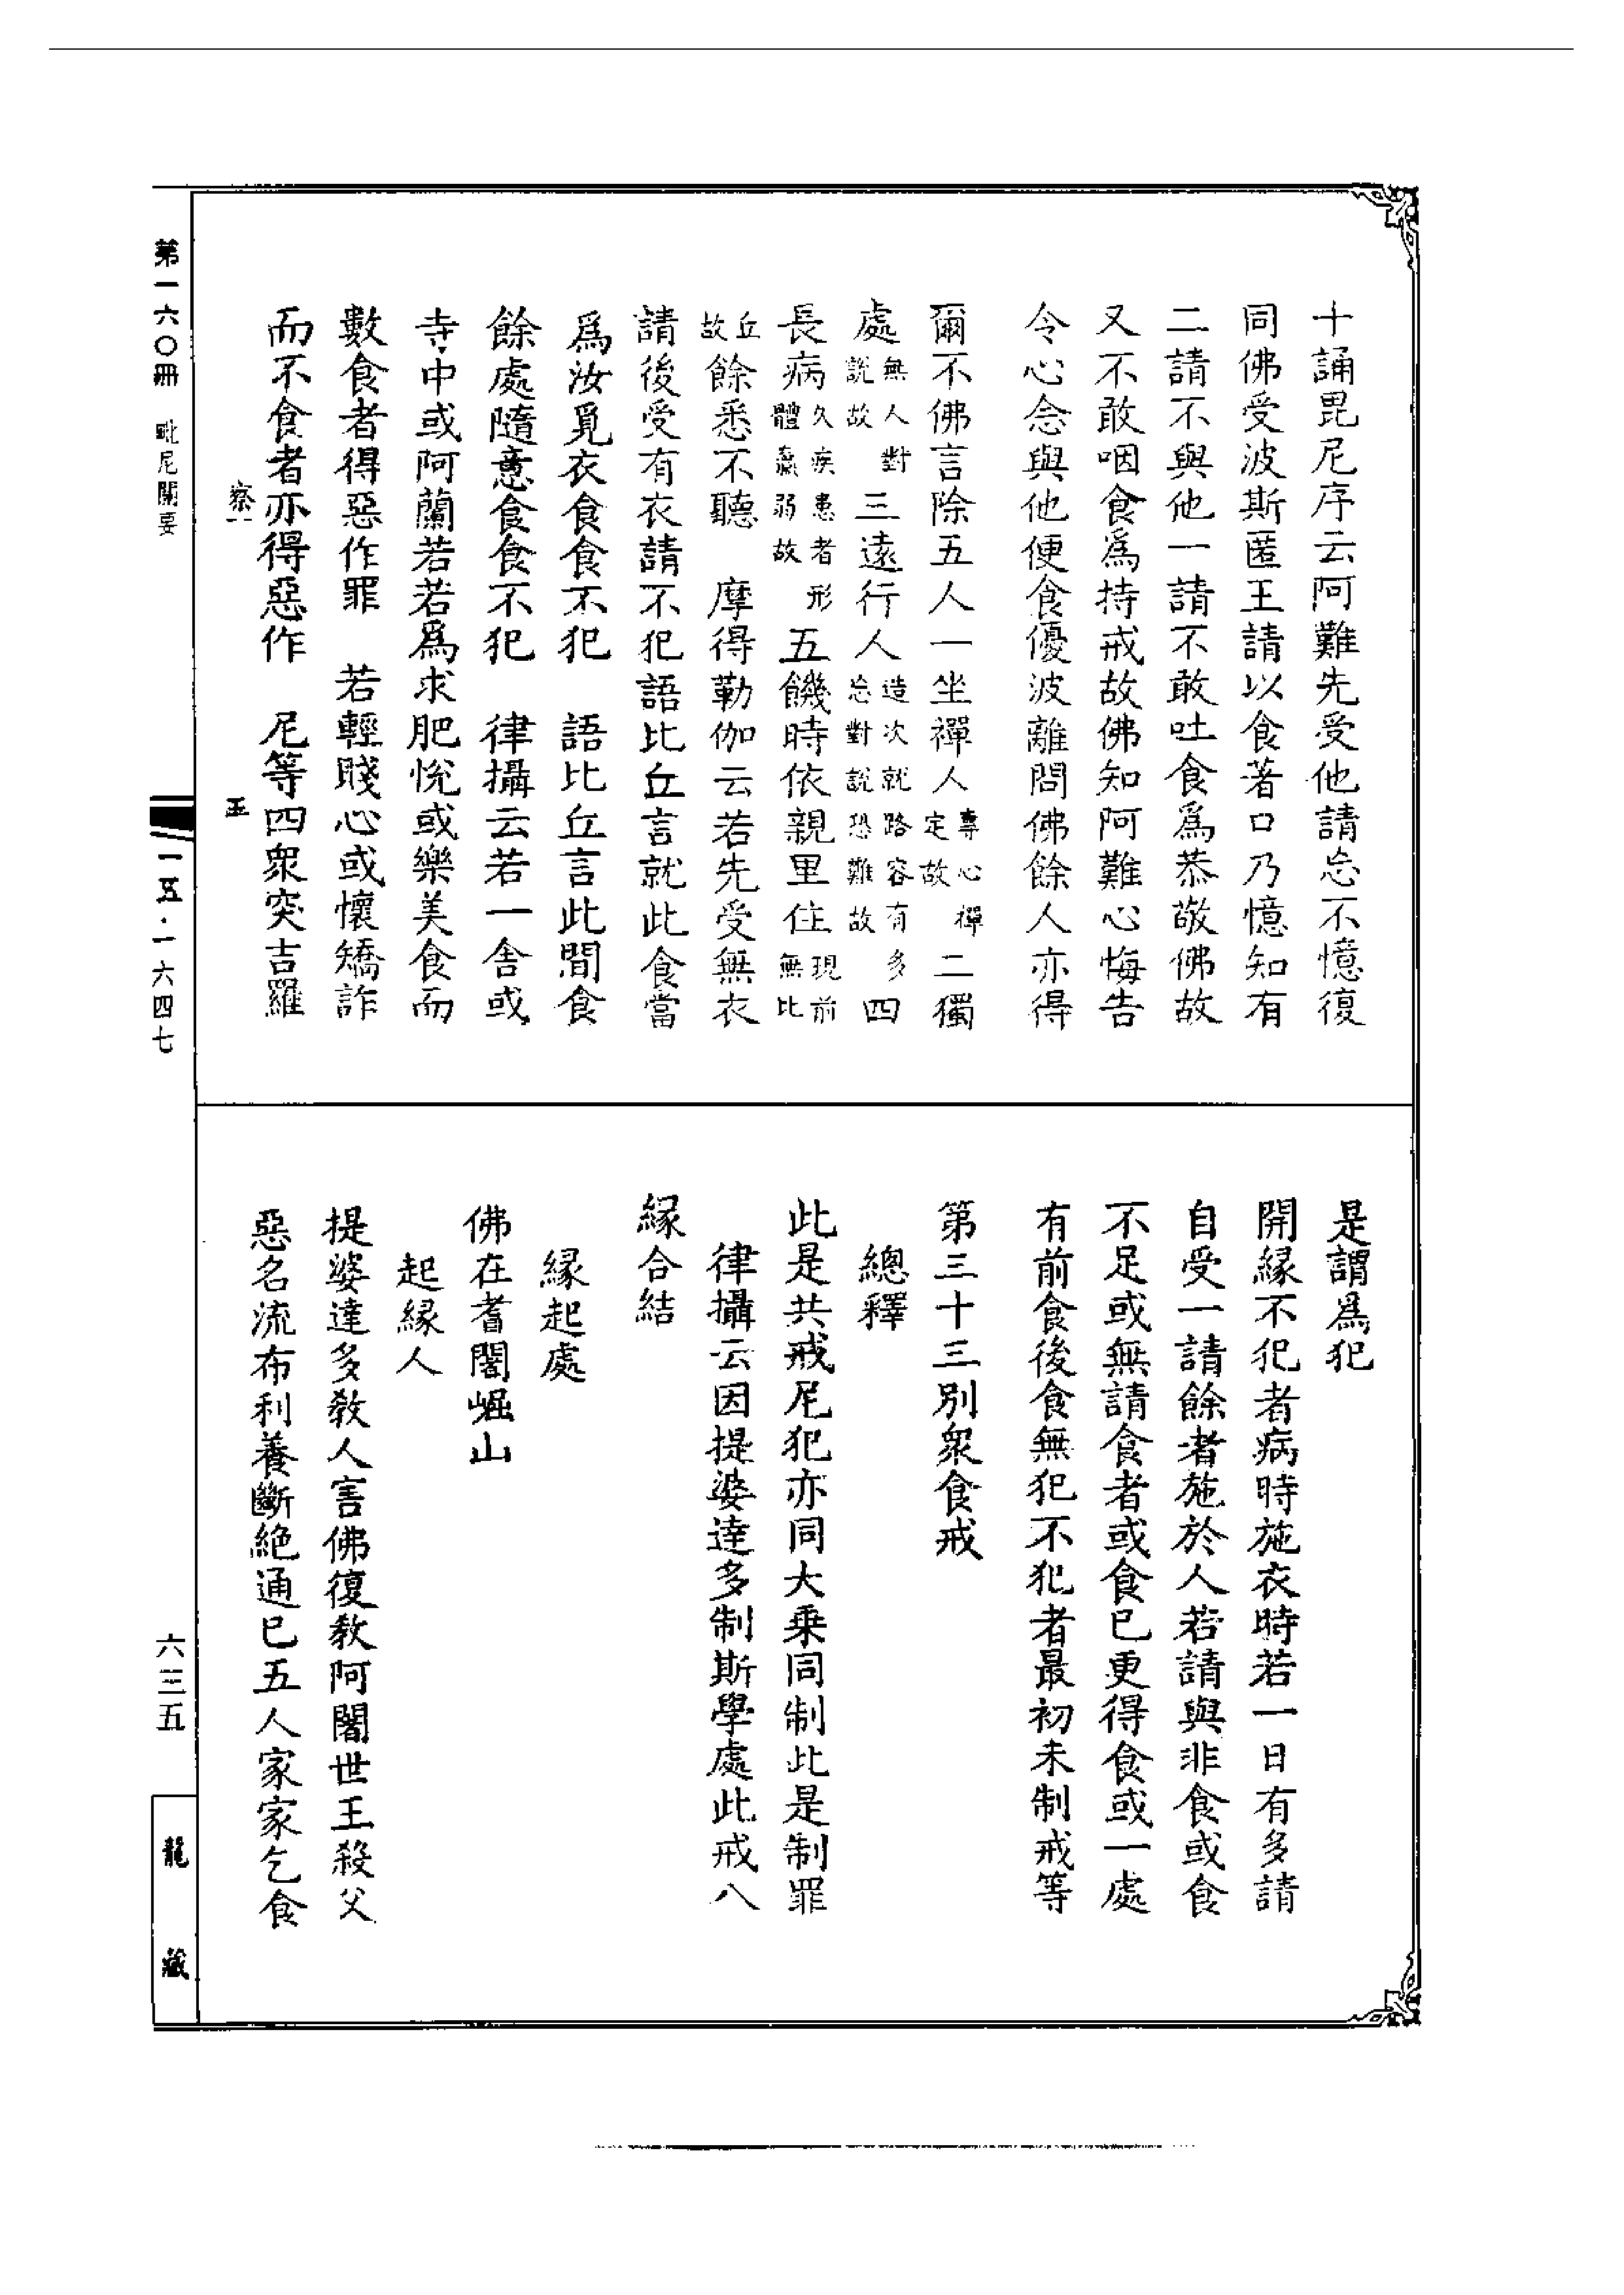 十誦毘尼序云阿難先受他請忘不憶復
同佛受波斯匿王請以食著口乃憶知有
二請不與他一請不敢吐食爲恭敬佛故
又不敢咽食爲持戒故佛知阿難心悔告
令心念與他便食優波離問佛餘人亦得
爾不佛言除五人一坐禪人專心禪定故二獨
處無人對說故三遠行人造次就路容有多忘對說恐難故四
長病久疾患者形體羸弱故五饑時依親里住現前無比
丘故餘悉不聽　摩得勒伽云若先受無衣
請後受有衣請不犯語比丘言就此食當
爲汝覓衣食食不犯　語比丘言此間食
餘處隨意食食不犯　律攝云若一舍或
寺中或阿蘭若若爲求肥悅或樂美食而
數食者得惡作罪　若輕賤心或懷矯詐
而不食者亦得惡作　尼等四衆突吉羅
是謂爲犯
開緣不犯者病時施衣時若一日有多請
自受一請餘者施於人若請與非食或食
不足或無請食者或食已更得食或一處
有前食後食無犯不犯者最初未制戒等
第三十三別衆食戒
總釋
此是共戒尼犯亦同大乗同制此是制罪
律攝云因提婆達多制斯學處此戒八
緣合結
緣起處
佛在耆闍崛山
起緣人
提婆達多教人害佛復教阿闍世王殺父
惡名流布利養斷絶通已五人家家乞食
第一六〇冊　毗尼關要
寮一
五
一五·一六四七
六三五
龍藏